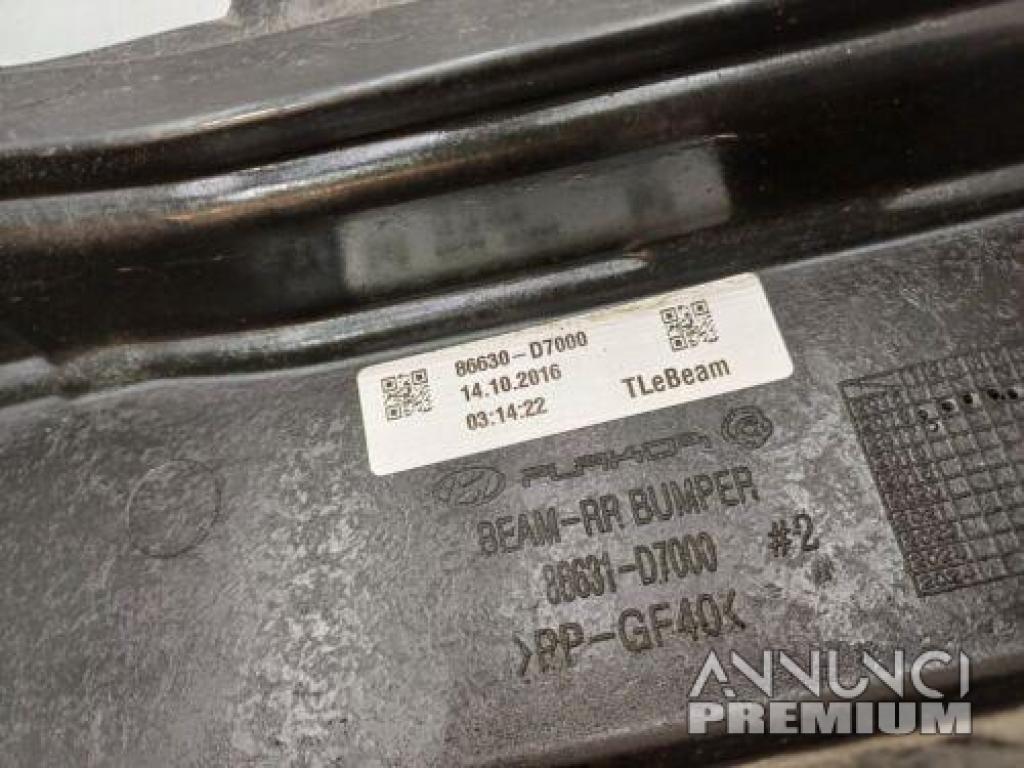 86630-D7000
14.10.2016
03:14:22
TLeBeam
BEAM-RR BUMPER
86631-D7000 #2
>PP-GF40<
ANNUNCI
PREMIUM